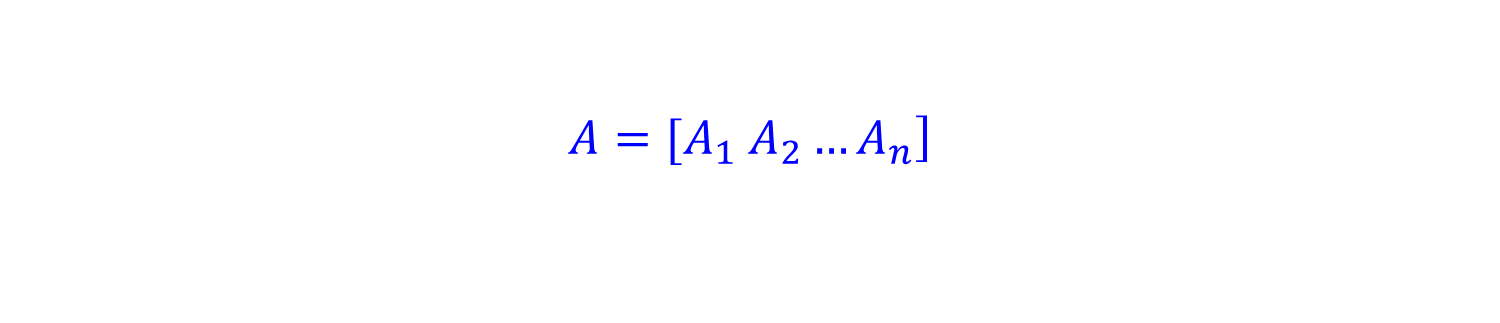 𝐴 = [𝐴₁ 𝐴₂ … 𝐴ₙ]